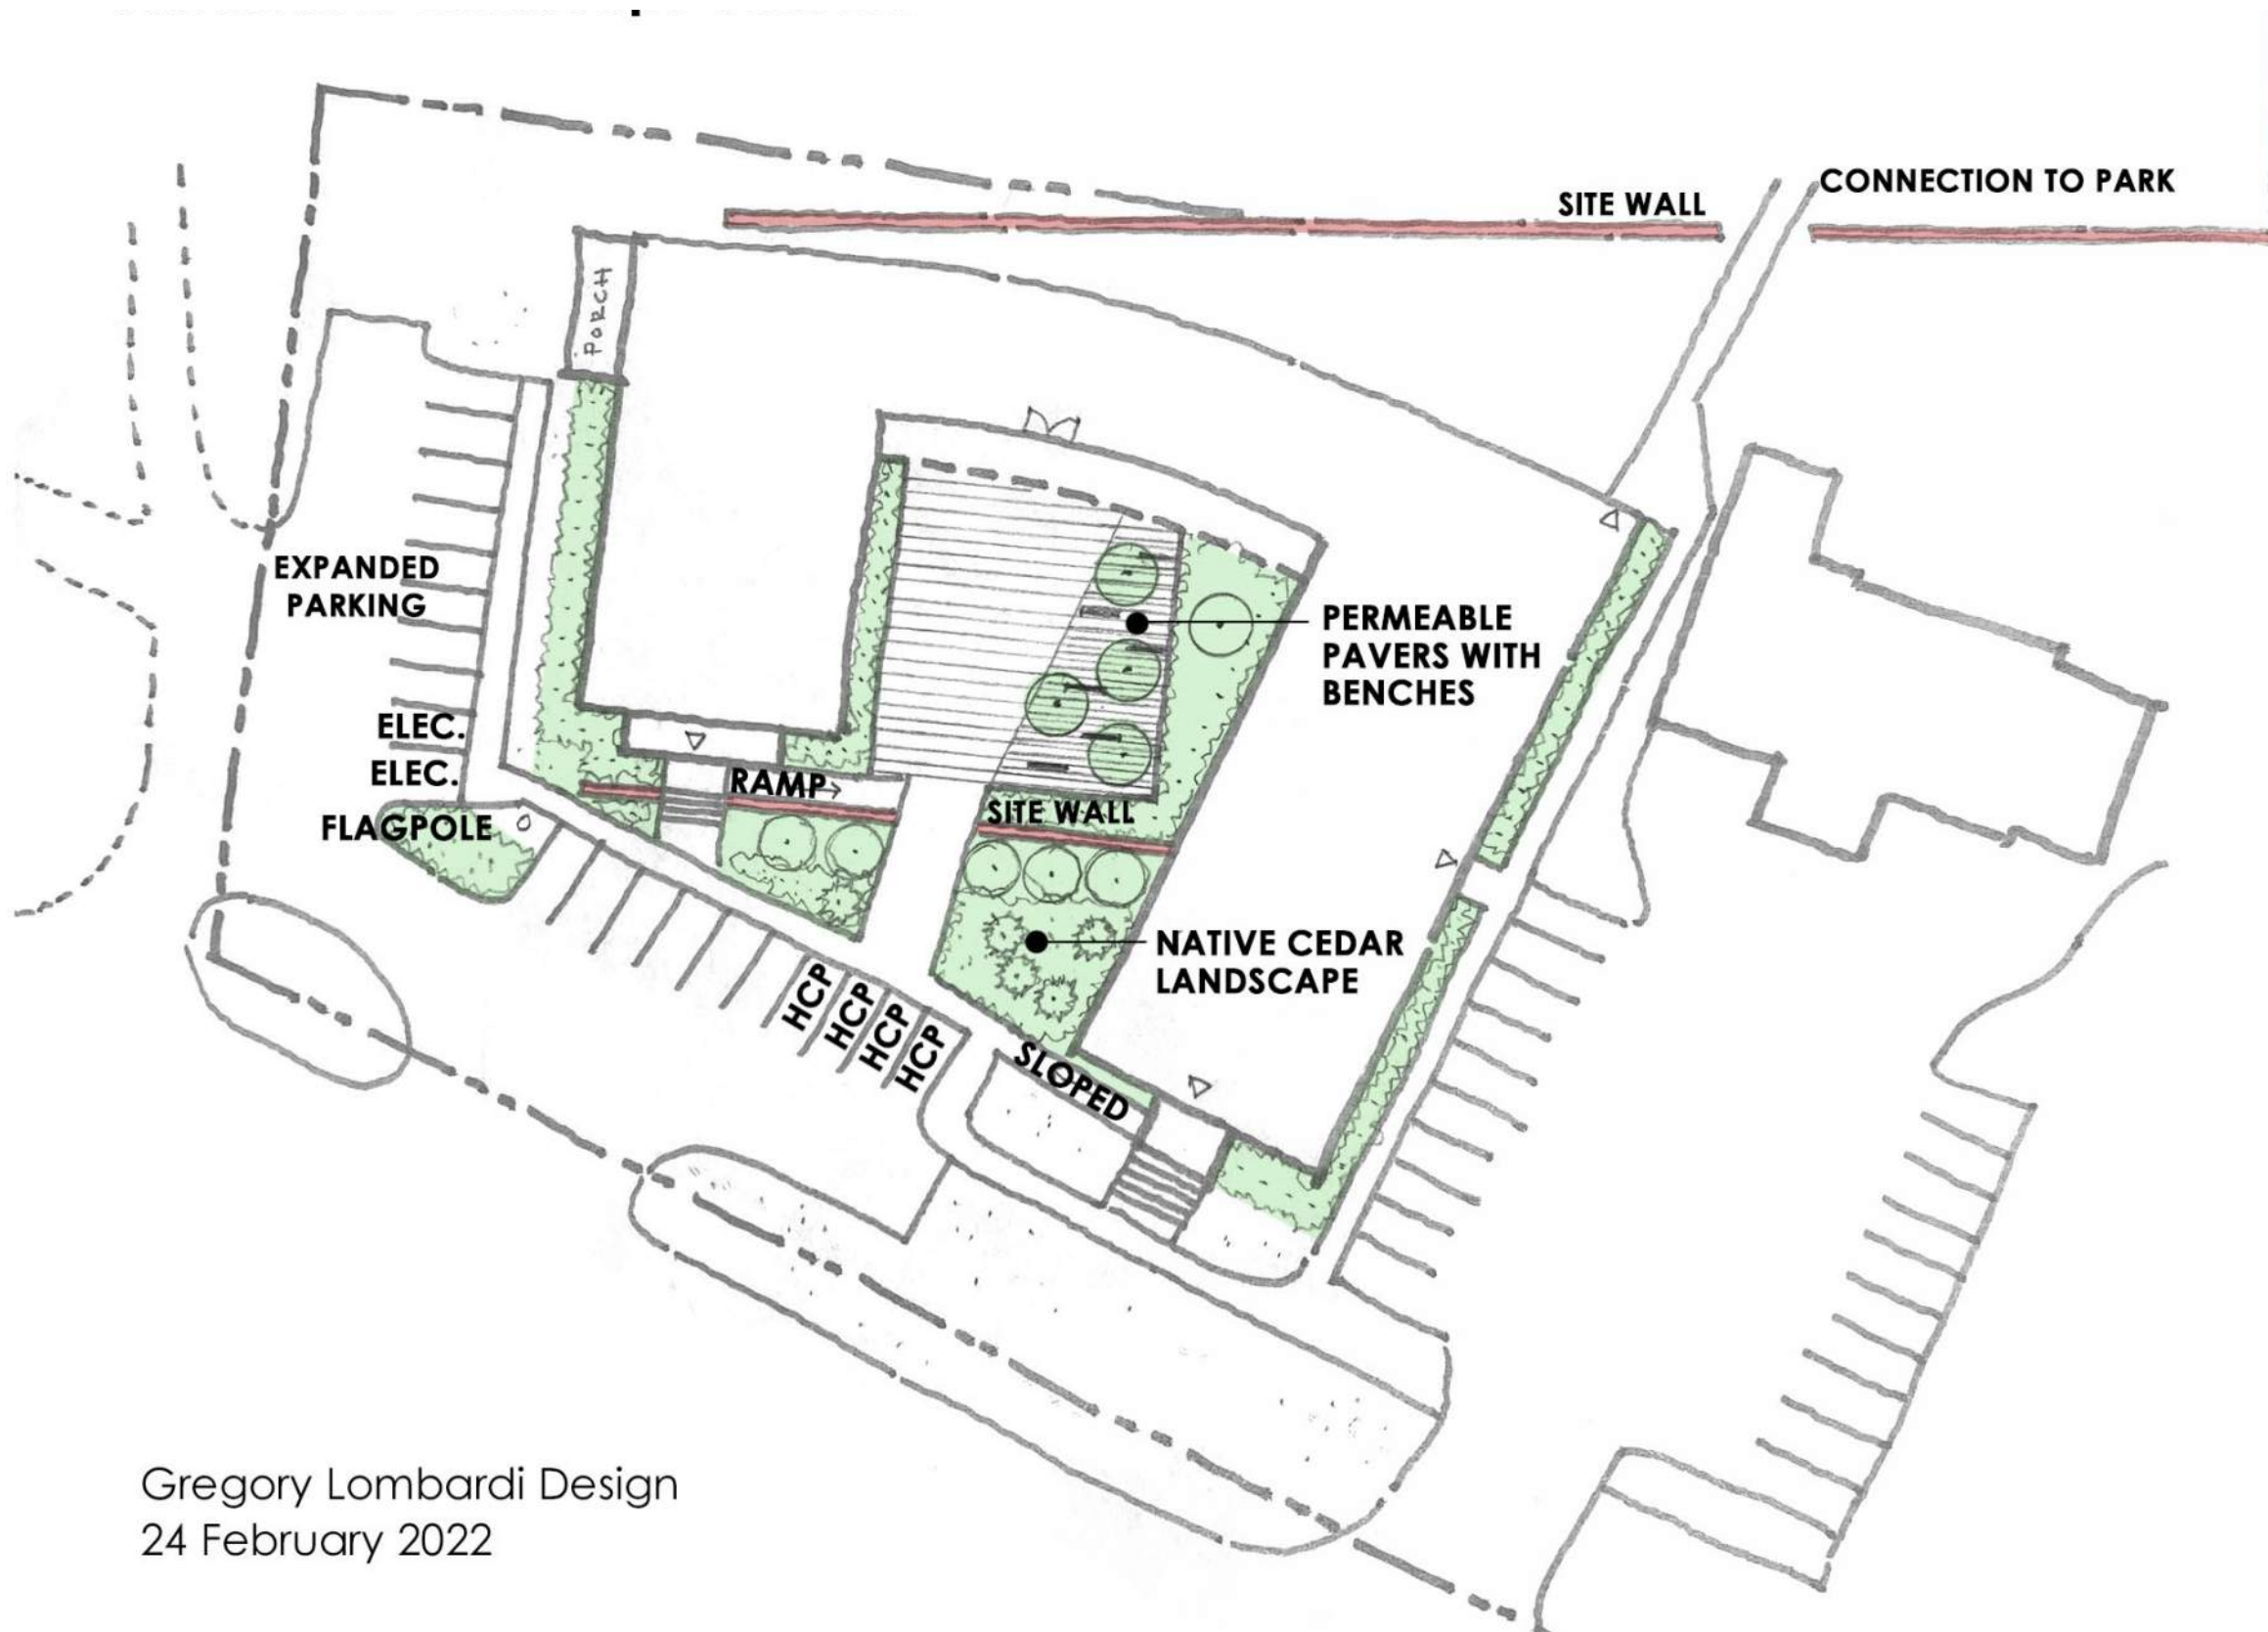 CONNECTION TO PARK
SITE WALL
PORCH
EXPANDED
PARKING
PERMEABLE
PAVERS WITH
BENCHES
ELEC.
ELEC.
RAMP→
SITE WALL
FLAGPOLE
NATIVE CEDAR
LANDSCAPE
HCP
HCP
HCP
HCP
SLOPED
Gregory Lombardi Design
24 February 2022